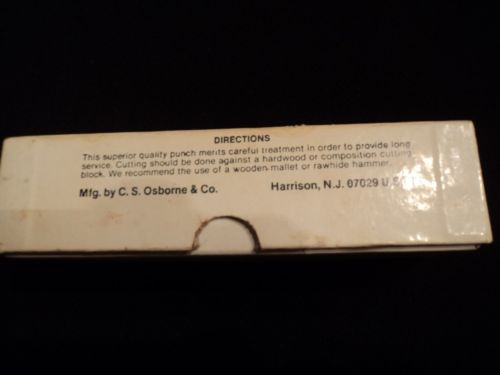 DIRECTIONS
This superior quality punch merits careful treatment in order to provide long
service. Cutting should be done against a hardwood or composition cutting
block. We recommend the use of a wooden mallet or rawhide hammer.
Mfg. by C. S. Osborne & Co. Harrison, N.J. 07029